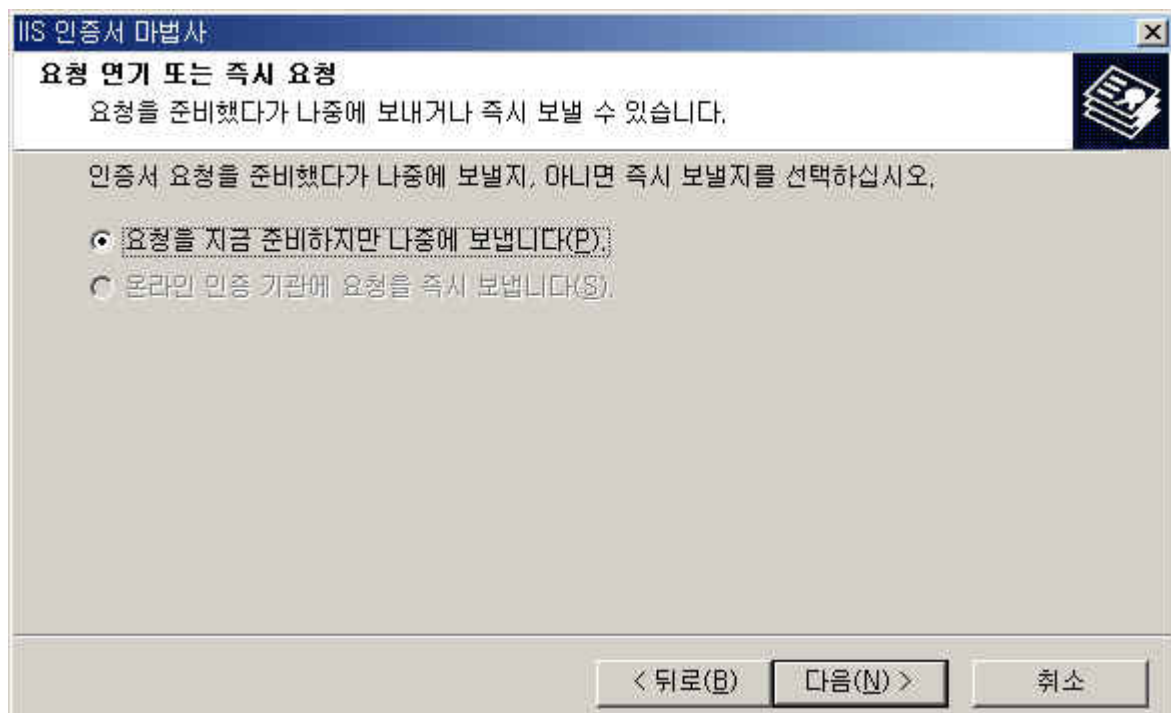 IIS 인증서 마법사
요청 연기 또는 즉시 요청
요청을 준비했다가 나중에 보내거나 즉시 보낼 수 있습니다.
인증서 요청을 준비했다가 나중에 보낼지, 아니면 즉시 보낼지를 선택하십시오.
요청을 지금 준비하지만 나중에 보냅니다(P).
온라인 인증 기관에 요청을 즉시 보냅니다(S).
< 뒤로(B) 다음(N) > 취소